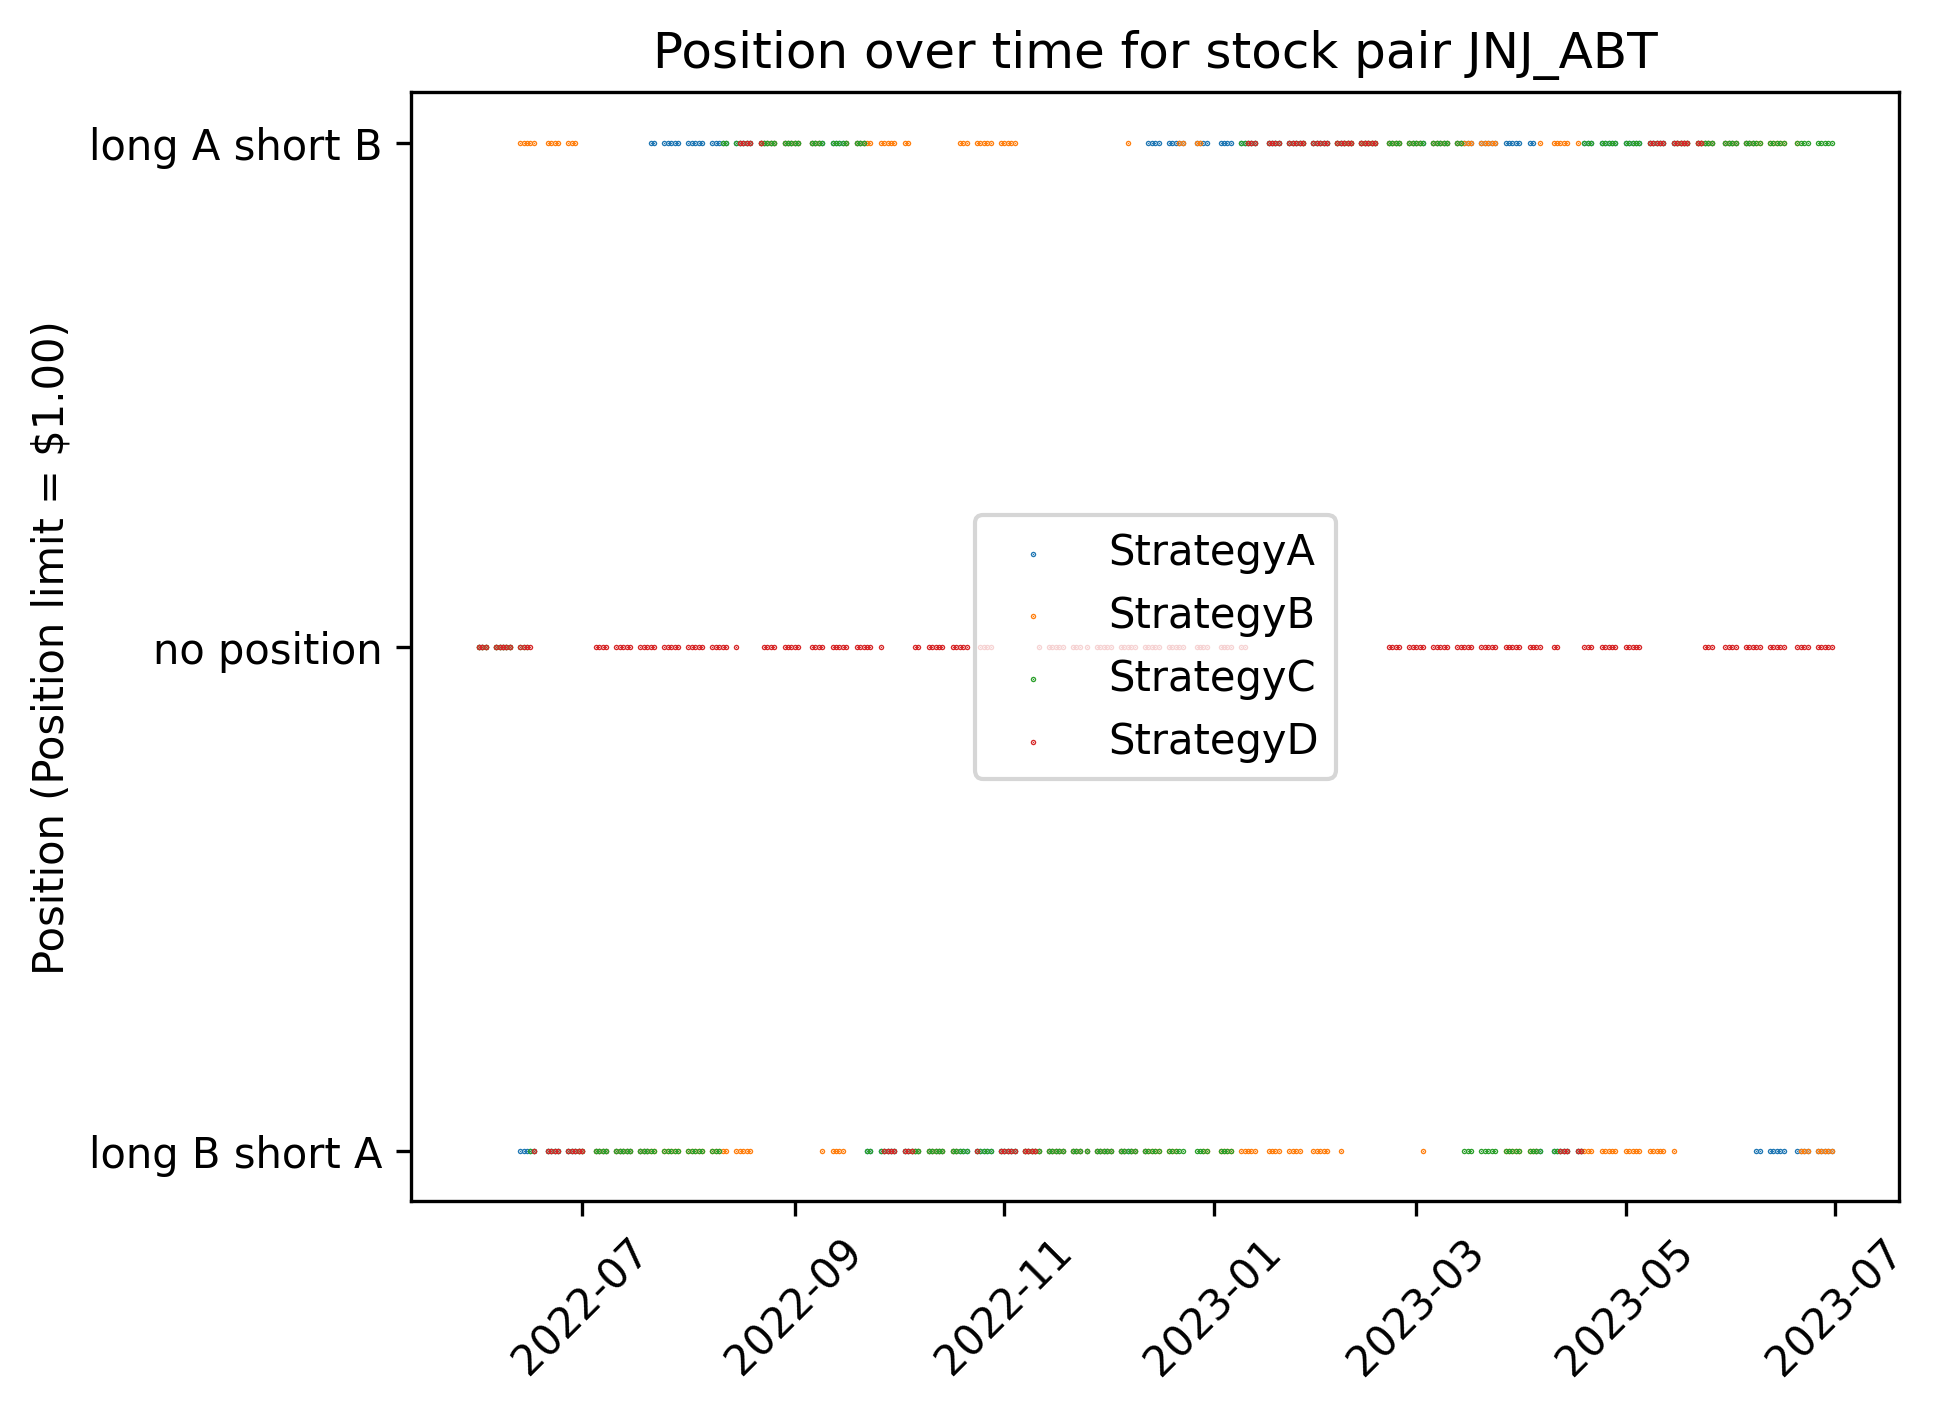 Position over time for stock pair JNJ_ABT
long A short B
no position
long B short A
Position (Position limit = $1.00)
StrategyA
StrategyB
StrategyC
StrategyD
2022-07
2022-09
2022-11
2023-01
2023-03
2023-05
2023-07